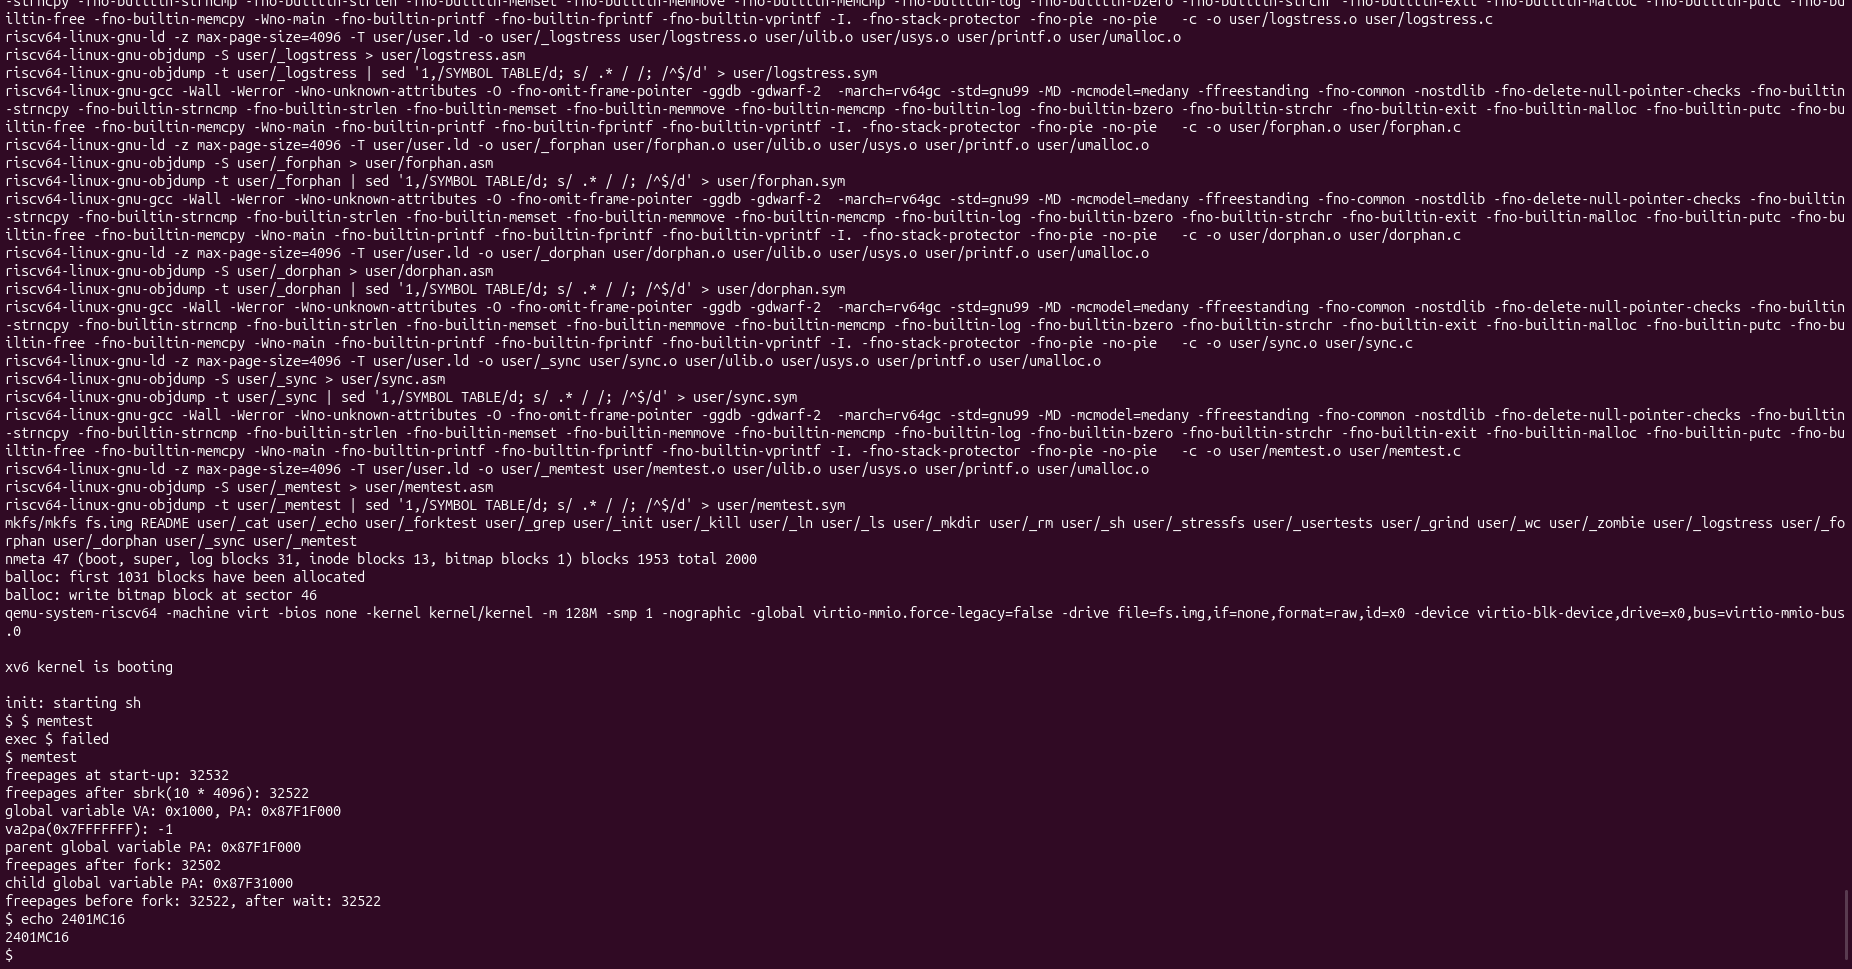 -strncpy -fno-builtin-strncmp -fno-builtin-strlen -fno-builtin-memset -fno-builtin-memmove -fno-builtin-memcmp -fno-builtin-log -fno-builtin-bzero -fno-builtin-strchr -fno-builtin-exit -fno-builtin-malloc -fno-builtin-putc -fno-bu
iltin-free -fno-builtin-memcpy -Wno-main -fno-builtin-printf -fno-builtin-fprintf -fno-builtin-vprintf -I. -fno-stack-protector -fno-pie -no-pie   -c -o user/logstress.o user/logstress.c
riscv64-linux-gnu-ld -z max-page-size=4096 -T user/user.ld -o user/_logstress user/logstress.o user/ulib.o user/usys.o user/printf.o user/umalloc.o
riscv64-linux-gnu-objdump -S user/_logstress > user/logstress.asm
riscv64-linux-gnu-objdump -t user/_logstress | sed '1,/SYMBOL TABLE/d; s/ .* / /; /^$/d' > user/logstress.sym
riscv64-linux-gnu-gcc -Wall -Werror -Wno-unknown-attributes -O -fno-omit-frame-pointer -ggdb -gdwarf-2  -march=rv64gc -std=gnu99 -MD -mcmodel=medany -ffreestanding -fno-common -nostdlib -fno-delete-null-pointer-checks -fno-builtin
-strncpy -fno-builtin-strncmp -fno-builtin-strlen -fno-builtin-memset -fno-builtin-memmove -fno-builtin-memcmp -fno-builtin-log -fno-builtin-bzero -fno-builtin-strchr -fno-builtin-exit -fno-builtin-malloc -fno-builtin-putc -fno-bu
iltin-free -fno-builtin-memcpy -Wno-main -fno-builtin-printf -fno-builtin-fprintf -fno-builtin-vprintf -I. -fno-stack-protector -fno-pie -no-pie   -c -o user/forphan.o user/forphan.c
riscv64-linux-gnu-ld -z max-page-size=4096 -T user/user.ld -o user/_forphan user/forphan.o user/ulib.o user/usys.o user/printf.o user/umalloc.o
riscv64-linux-gnu-objdump -S user/_forphan > user/forphan.asm
riscv64-linux-gnu-objdump -t user/_forphan | sed '1,/SYMBOL TABLE/d; s/ .* / /; /^$/d' > user/forphan.sym
riscv64-linux-gnu-gcc -Wall -Werror -Wno-unknown-attributes -O -fno-omit-frame-pointer -ggdb -gdwarf-2  -march=rv64gc -std=gnu99 -MD -mcmodel=medany -ffreestanding -fno-common -nostdlib -fno-delete-null-pointer-checks -fno-builtin
-strncpy -fno-builtin-strncmp -fno-builtin-strlen -fno-builtin-memset -fno-builtin-memmove -fno-builtin-memcmp -fno-builtin-log -fno-builtin-bzero -fno-builtin-strchr -fno-builtin-exit -fno-builtin-malloc -fno-builtin-putc -fno-bu
iltin-free -fno-builtin-memcpy -Wno-main -fno-builtin-printf -fno-builtin-fprintf -fno-builtin-vprintf -I. -fno-stack-protector -fno-pie -no-pie   -c -o user/dorphan.o user/dorphan.c
riscv64-linux-gnu-ld -z max-page-size=4096 -T user/user.ld -o user/_dorphan user/dorphan.o user/ulib.o user/usys.o user/printf.o user/umalloc.o
riscv64-linux-gnu-objdump -S user/_dorphan > user/dorphan.asm
riscv64-linux-gnu-objdump -t user/_dorphan | sed '1,/SYMBOL TABLE/d; s/ .* / /; /^$/d' > user/dorphan.sym
riscv64-linux-gnu-gcc -Wall -Werror -Wno-unknown-attributes -O -fno-omit-frame-pointer -ggdb -gdwarf-2  -march=rv64gc -std=gnu99 -MD -mcmodel=medany -ffreestanding -fno-common -nostdlib -fno-delete-null-pointer-checks -fno-builtin
-strncpy -fno-builtin-strncmp -fno-builtin-strlen -fno-builtin-memset -fno-builtin-memmove -fno-builtin-memcmp -fno-builtin-log -fno-builtin-bzero -fno-builtin-strchr -fno-builtin-exit -fno-builtin-malloc -fno-builtin-putc -fno-bu
iltin-free -fno-builtin-memcpy -Wno-main -fno-builtin-printf -fno-builtin-fprintf -fno-builtin-vprintf -I. -fno-stack-protector -fno-pie -no-pie   -c -o user/sync.o user/sync.c
riscv64-linux-gnu-ld -z max-page-size=4096 -T user/user.ld -o user/_sync user/sync.o user/ulib.o user/usys.o user/printf.o user/umalloc.o
riscv64-linux-gnu-objdump -S user/_sync > user/sync.asm
riscv64-linux-gnu-objdump -t user/_sync | sed '1,/SYMBOL TABLE/d; s/ .* / /; /^$/d' > user/sync.sym
riscv64-linux-gnu-gcc -Wall -Werror -Wno-unknown-attributes -O -fno-omit-frame-pointer -ggdb -gdwarf-2  -march=rv64gc -std=gnu99 -MD -mcmodel=medany -ffreestanding -fno-common -nostdlib -fno-delete-null-pointer-checks -fno-builtin
-strncpy -fno-builtin-strncmp -fno-builtin-strlen -fno-builtin-memset -fno-builtin-memmove -fno-builtin-memcmp -fno-builtin-log -fno-builtin-bzero -fno-builtin-strchr -fno-builtin-exit -fno-builtin-malloc -fno-builtin-putc -fno-bu
iltin-free -fno-builtin-memcpy -Wno-main -fno-builtin-printf -fno-builtin-fprintf -fno-builtin-vprintf -I. -fno-stack-protector -fno-pie -no-pie   -c -o user/memtest.o user/memtest.c
riscv64-linux-gnu-ld -z max-page-size=4096 -T user/user.ld -o user/_memtest user/memtest.o user/ulib.o user/usys.o user/printf.o user/umalloc.o
riscv64-linux-gnu-objdump -S user/_memtest > user/memtest.asm
riscv64-linux-gnu-objdump -t user/_memtest | sed '1,/SYMBOL TABLE/d; s/ .* / /; /^$/d' > user/memtest.sym
mkfs/mkfs fs.img README user/_cat user/_echo user/_forktest user/_grep user/_init user/_kill user/_ln user/_ls user/_mkdir user/_rm user/_sh user/_stressfs user/_usertests user/_grind user/_wc user/_zombie user/_logstress user/_fo
rphan user/_dorphan user/_sync user/_memtest
nmeta 47 (boot, super, log blocks 31, inode blocks 13, bitmap blocks 1) blocks 1953 total 2000
balloc: first 1031 blocks have been allocated
balloc: write bitmap block at sector 46
qemu-system-riscv64 -machine virt -bios none -kernel kernel/kernel -m 128M -smp 1 -nographic -global virtio-mmio.force-legacy=false -drive file=fs.img,if=none,format=raw,id=x0 -device virtio-blk-device,drive=x0,bus=virtio-mmio-bus
.0
xv6 kernel is booting
init: starting sh
$ $ memtest
exec $ failed
$ memtest
freepages at start-up: 32532
freepages after sbrk(10 * 4096): 32522
global variable VA: 0x1000, PA: 0x87F1F000
va2pa(0x7FFFFFFF): -1
parent global variable PA: 0x87F1F000
freepages after fork: 32502
child global variable PA: 0x87F31000
freepages before fork: 32522, after wait: 32522
$ echo 2401MC16
2401MC16
$